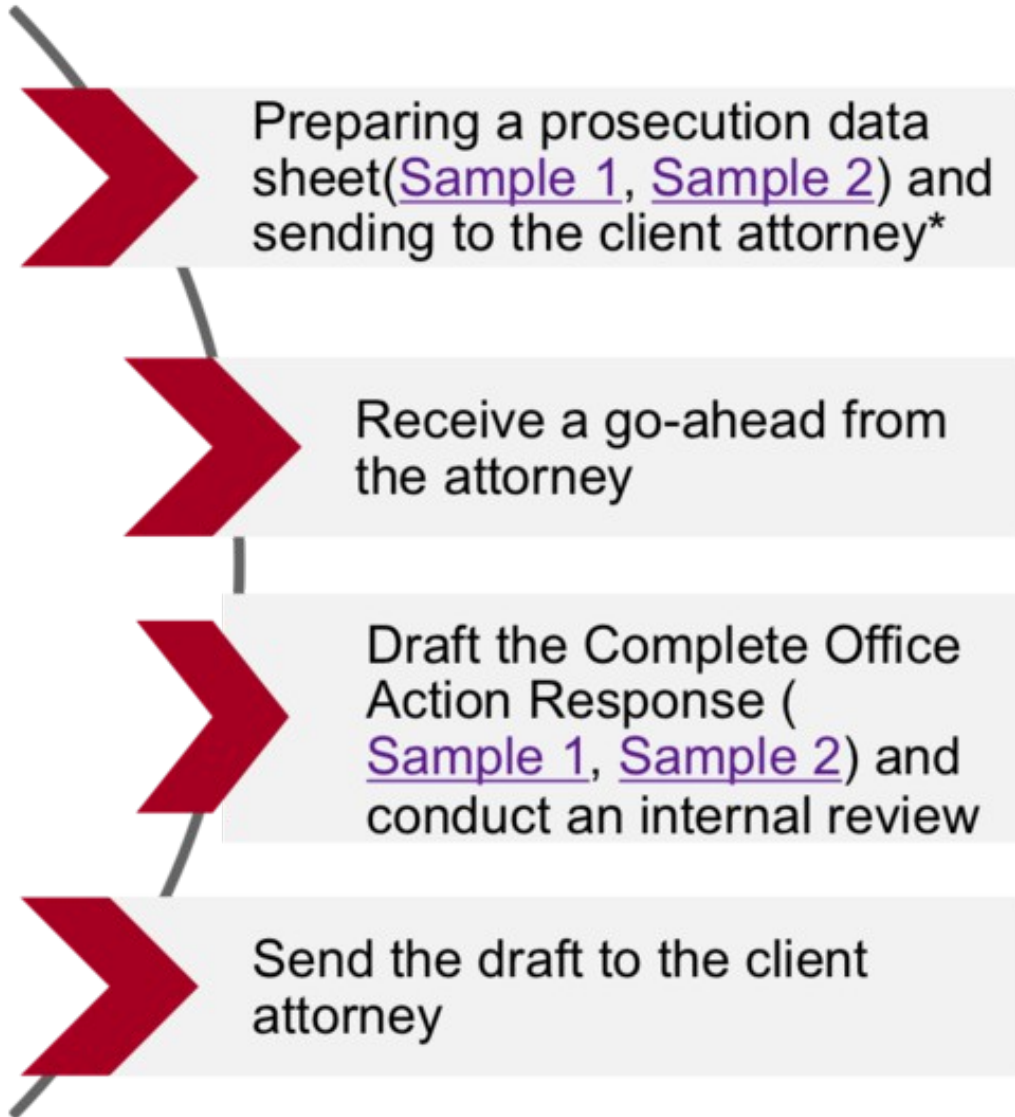 Preparing a prosecution data
sheet(Sample 1, Sample 2) and
sending to the client attorney*
Receive a go-ahead from
the attorney
Draft the Complete Office
Action Response (
Sample 1, Sample 2) and
conduct an internal review
Send the draft to the client
attorney